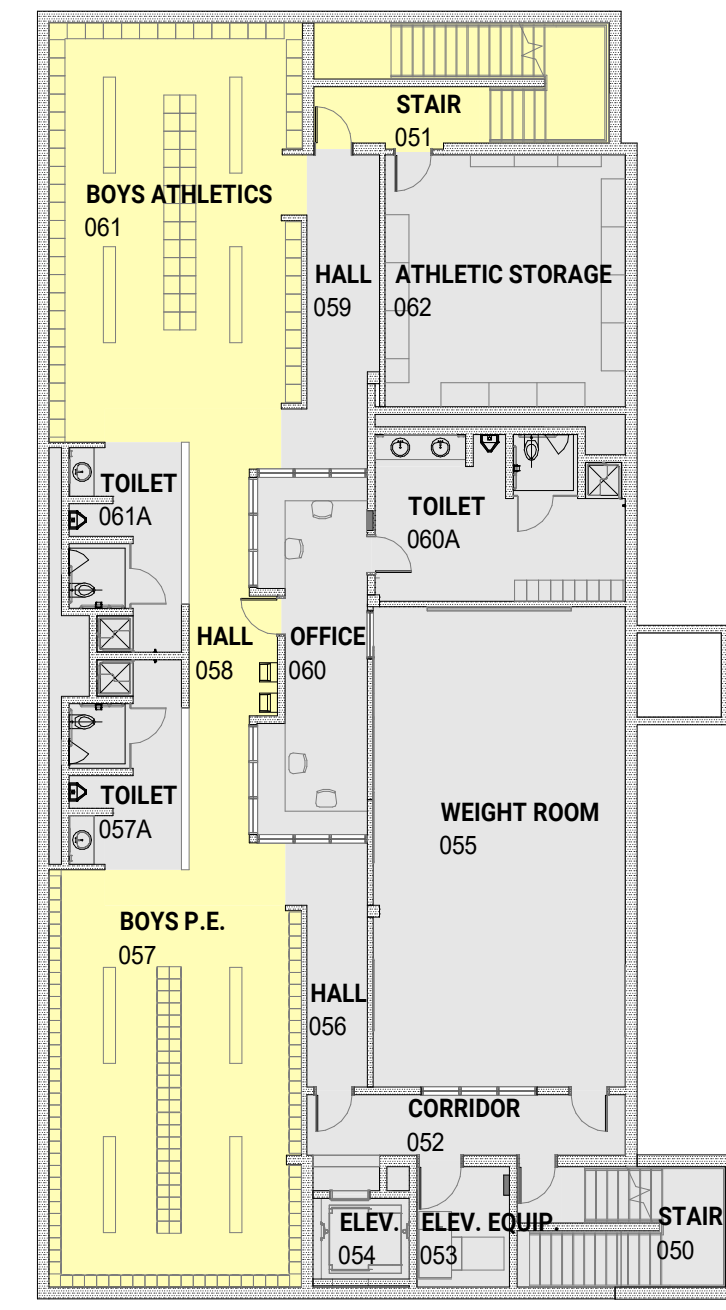 STAIR
051
BOYS ATHLETICS
061
HALL
059
ATHLETIC STORAGE
062
TOILET
061A
TOILET
060A
HALL
058
OFFICE
060
TOILET
057A
WEIGHT ROOM
055
BOYS P.E.
057
HALL
056
CORRIDOR
052
ELEV.
054
ELEV. EQUIP.
053
STAIR
050